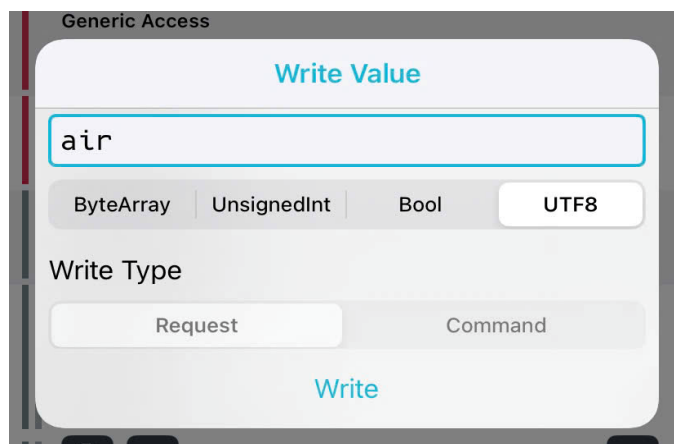 Generic Access
Write Value
air
ByteArray UnsignedInt Bool UTF8
Write Type
Request Command
Write